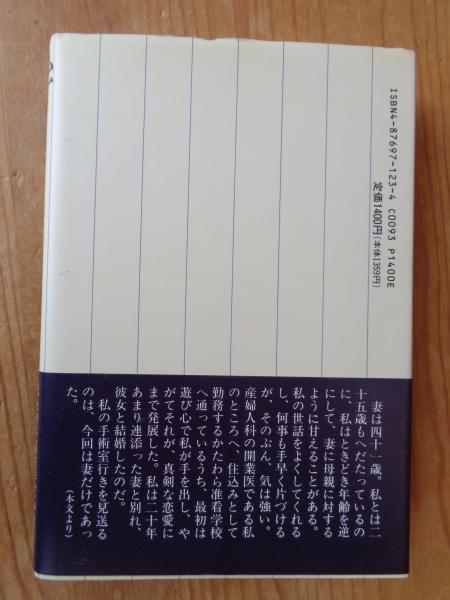 ISBN4-87697-123-4 C0093 P1400E
定価1400円(本体1359円)
妻は四十一歳。私とは二
十五歳もへだたっているの
に、私はときどき年齢を逆
にして、妻に母親に対する
ように甘えることがある。
私の世話をよくしてくれる
し、何事も手早く片づける
が、そのぶん、気は強い。
産婦人科の開業医である私
のところへ、住込みとして
勤務するかたわら准看学校
へ通っているうち、最初は
遊び心で私が手を出し、や
がてそれが、真剣な恋愛に
まで発展した。私は二十年
あまり連添った妻と別れ、
彼女と結婚したのだ。
私の手術室行きを見送る
のは、今回は妻だけであっ
た。
(本文より)